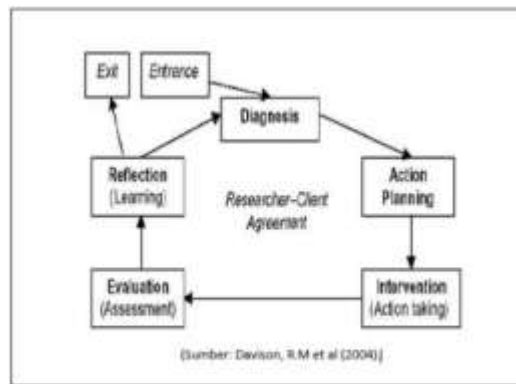 Exit
Entrance
Diagnosis
Reflection
(Learning)
Researcher–Client
Agreement
Action
Planning
Evaluation
(Assessment)
Intervention
(Action taking)
(Sumber: Davison, R.M et al (2004).)